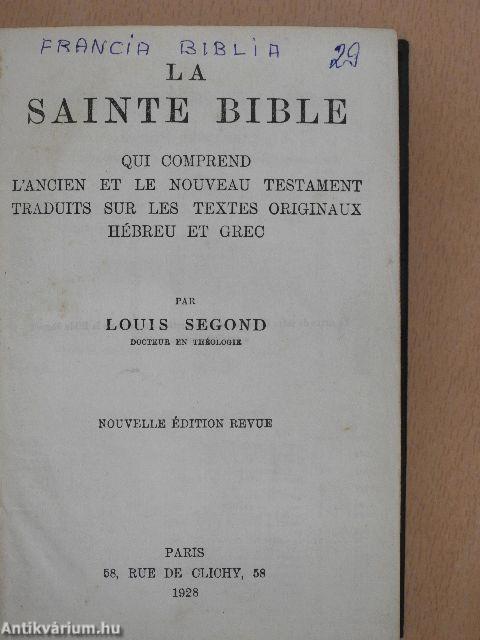 FRANCIA BIBLIA 29
LA
SAINTE BIBLE
QUI COMPREND
L'ANCIEN ET LE NOUVEAU TESTAMENT
TRADUITS SUR LES TEXTES ORIGINAUX
HÉBREU ET GREC
PAR
LOUIS SEGOND
DOCTEUR EN THÉOLOGIE
NOUVELLE ÉDITION REVUE
PARIS
58, RUE DE CLICHY, 58
1928
Antikvárium.hu